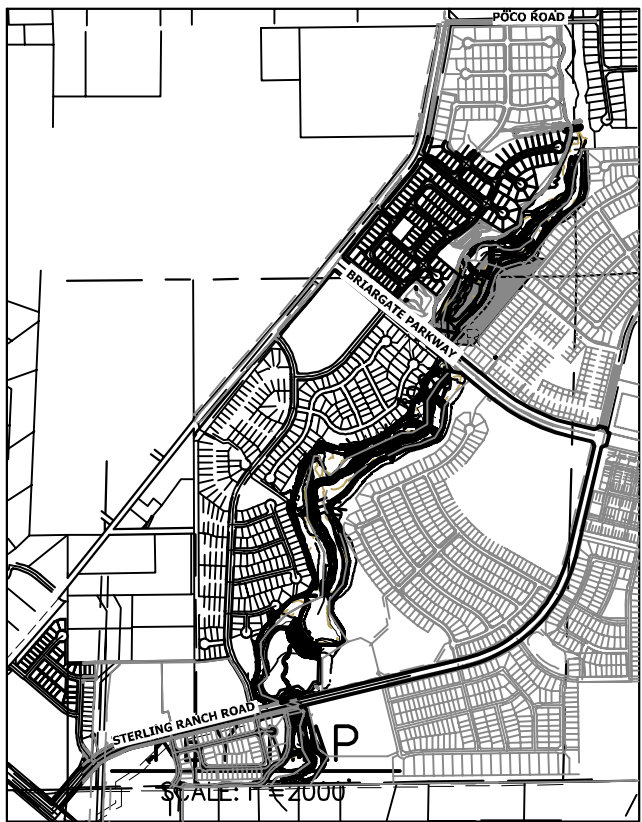 POCO ROAD
BRIARGATE PARKWAY
STERLING RANCH ROAD
P
SCALE: 1"=2000'